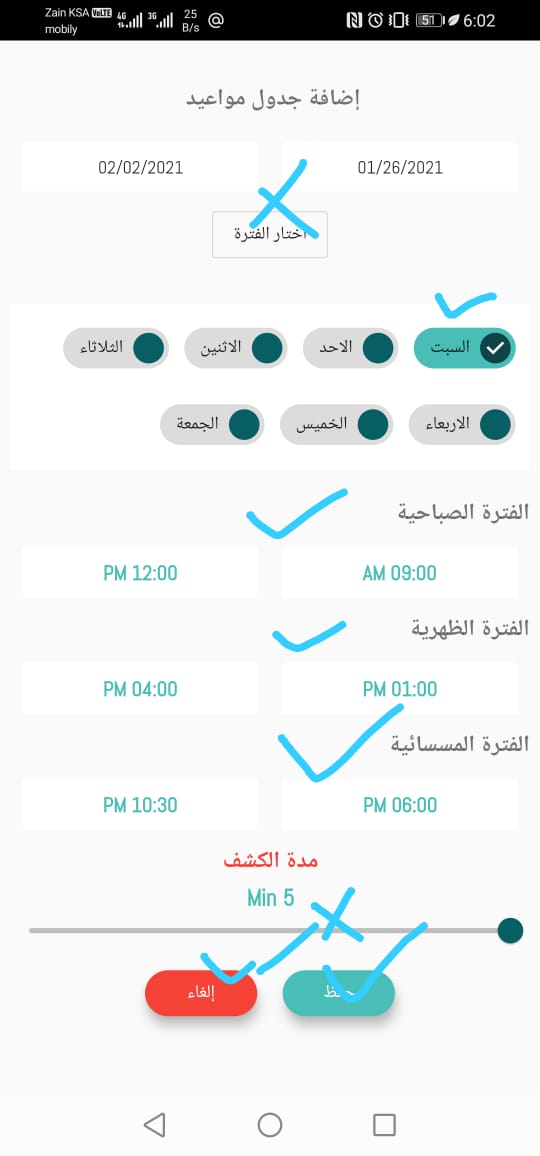 Zain KSA VoLTE 4G 3G 25 B/s @ 51 6:02
mobily
إضافة جدول مواعيد
01/26/2021 02/02/2021
اختار الفترة
السبت الاحد الاثنين الثلاثاء
الاربعاء الخميس الجمعة
الفترة الصباحية
AM 09:00 PM 12:00
الفترة الظهرية
PM 01:00 PM 04:00
الفترة المسسائية
PM 06:00 PM 10:30
مدة الكشف
Min 5
حفظ إلغاء